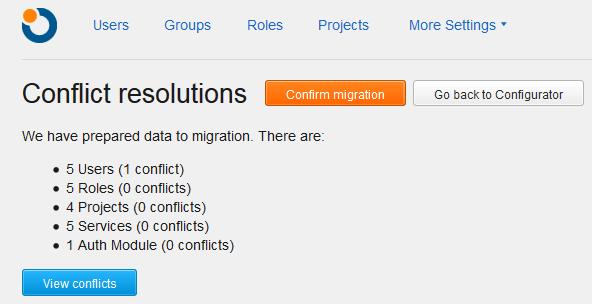 Users Groups Roles Projects More Settings
Conflict resolutions Confirm migration Go back to Configurator
We have prepared data to migration. There are:
5 Users (1 conflict)
5 Roles (0 conflicts)
4 Projects (0 conflicts)
5 Services (0 conflicts)
1 Auth Module (0 conflicts)
View conflicts